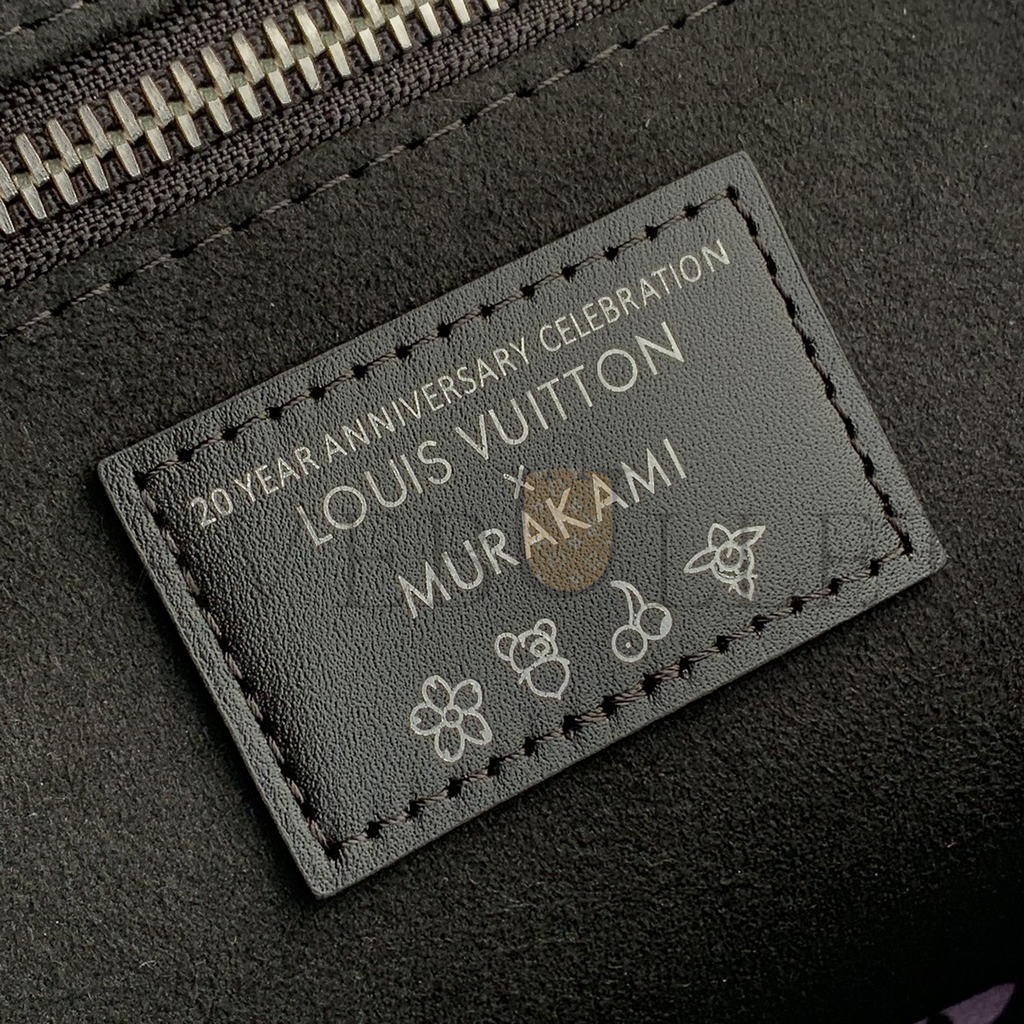 20 YEAR ANNIVERSARY CELEBRATION
LOUIS VUITTON
×
MURAKAMI